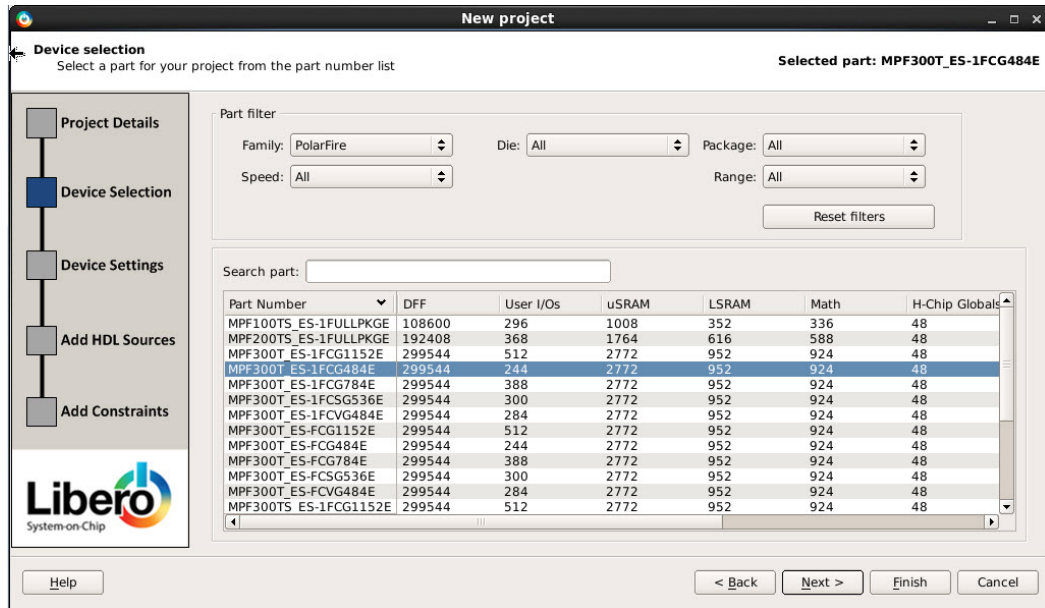 New project
Device selection
Select a part for your project from the part number list
Selected part: MPF300T_ES-1FCG484E
Project Details
Device Selection
Device Settings
Add HDL Sources
Add Constraints
Libero
System-on-Chip
Part filter
Family: PolarFire Die: All Package: All
Speed: All Range: All
Reset filters
Search part:
Part Number DFF User I/Os uSRAM LSRAM Math H-Chip Globals
MPF100TS_ES-1FULLPKGE 108600 296 1008 352 336 48
MPF200TS_ES-1FULLPKGE 192408 368 1764 616 588 48
MPF300T_ES-1FCG1152E 299544 512 2772 952 924 48
MPF300T_ES-1FCG484E 299544 244 2772 952 924 48
MPF300T_ES-1FCG784E 299544 388 2772 952 924 48
MPF300T_ES-1FCSG536E 299544 300 2772 952 924 48
MPF300T_ES-1FCVG484E 299544 284 2772 952 924 48
MPF300T_ES-FCG1152E 299544 512 2772 952 924 48
MPF300T_ES-FCG484E 299544 244 2772 952 924 48
MPF300T_ES-FCG784E 299544 388 2772 952 924 48
MPF300T_ES-FCSG536E 299544 300 2772 952 924 48
MPF300T_ES-FCVG484E 299544 284 2772 952 924 48
MPF300TS_ES-1FCG1152E 299544 512 2772 952 924 48
Help < Back Next > Finish Cancel